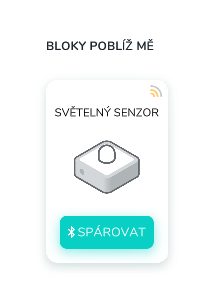 BLOKY POBLÍŽ MĚ
SVĚTELNÝ SENZOR
SPÁROVAT